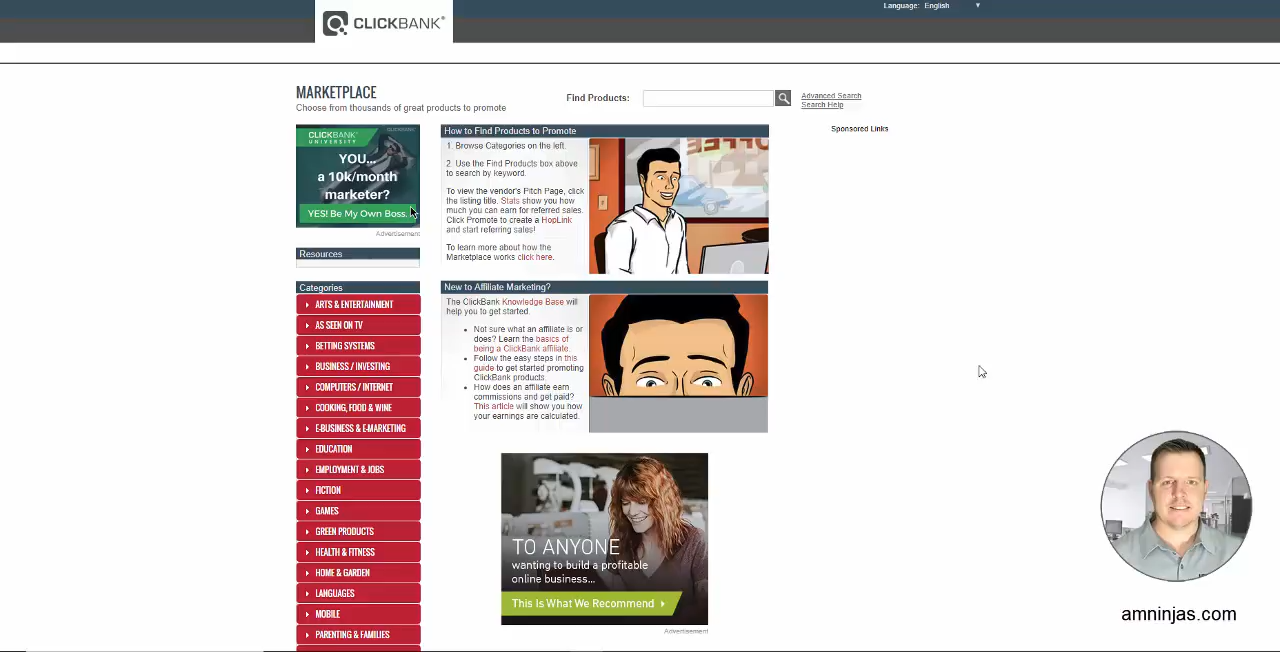 Language: English
CLICKBANK®
MARKETPLACE
Choose from thousands of great products to promote
Find Products:
Advanced Search
Search Help
CLICKBANK®
UNIVERSITY
CLICKBANK®
YOU...
a 10k/month
marketer?
YES! Be My Own Boss.
Advertisement
Resources
Categories
ARTS & ENTERTAINMENT
AS SEEN ON TV
BETTING SYSTEMS
BUSINESS / INVESTING
COMPUTERS / INTERNET
COOKING, FOOD & WINE
E-BUSINESS & E-MARKETING
EDUCATION
EMPLOYMENT & JOBS
FICTION
GAMES
GREEN PRODUCTS
HEALTH & FITNESS
HOME & GARDEN
LANGUAGES
MOBILE
PARENTING & FAMILIES
How to Find Products to Promote
1. Browse Categories on the left.
2. Use the Find Products box above
to search by keyword.
To view the vendor's Pitch Page, click
the listing title. Stats show you how
much you can earn for referred sales.
Click Promote to create a HopLink
and start referring sales!
To learn more about how the
Marketplace works click here.
New to Affiliate Marketing?
The ClickBank Knowledge Base will
help you to get started.
• Not sure what an affiliate is or
does? Learn the basics of
being a ClickBank affiliate.
• Follow the easy steps in this
guide to get started promoting
ClickBank products.
• How does an affiliate earn
commissions and get paid?
This article will show you how
your earnings are calculated.
TO ANYONE
wanting to build a profitable
online business...
This Is What We Recommend
Advertisement
Sponsored Links
amninjas.com